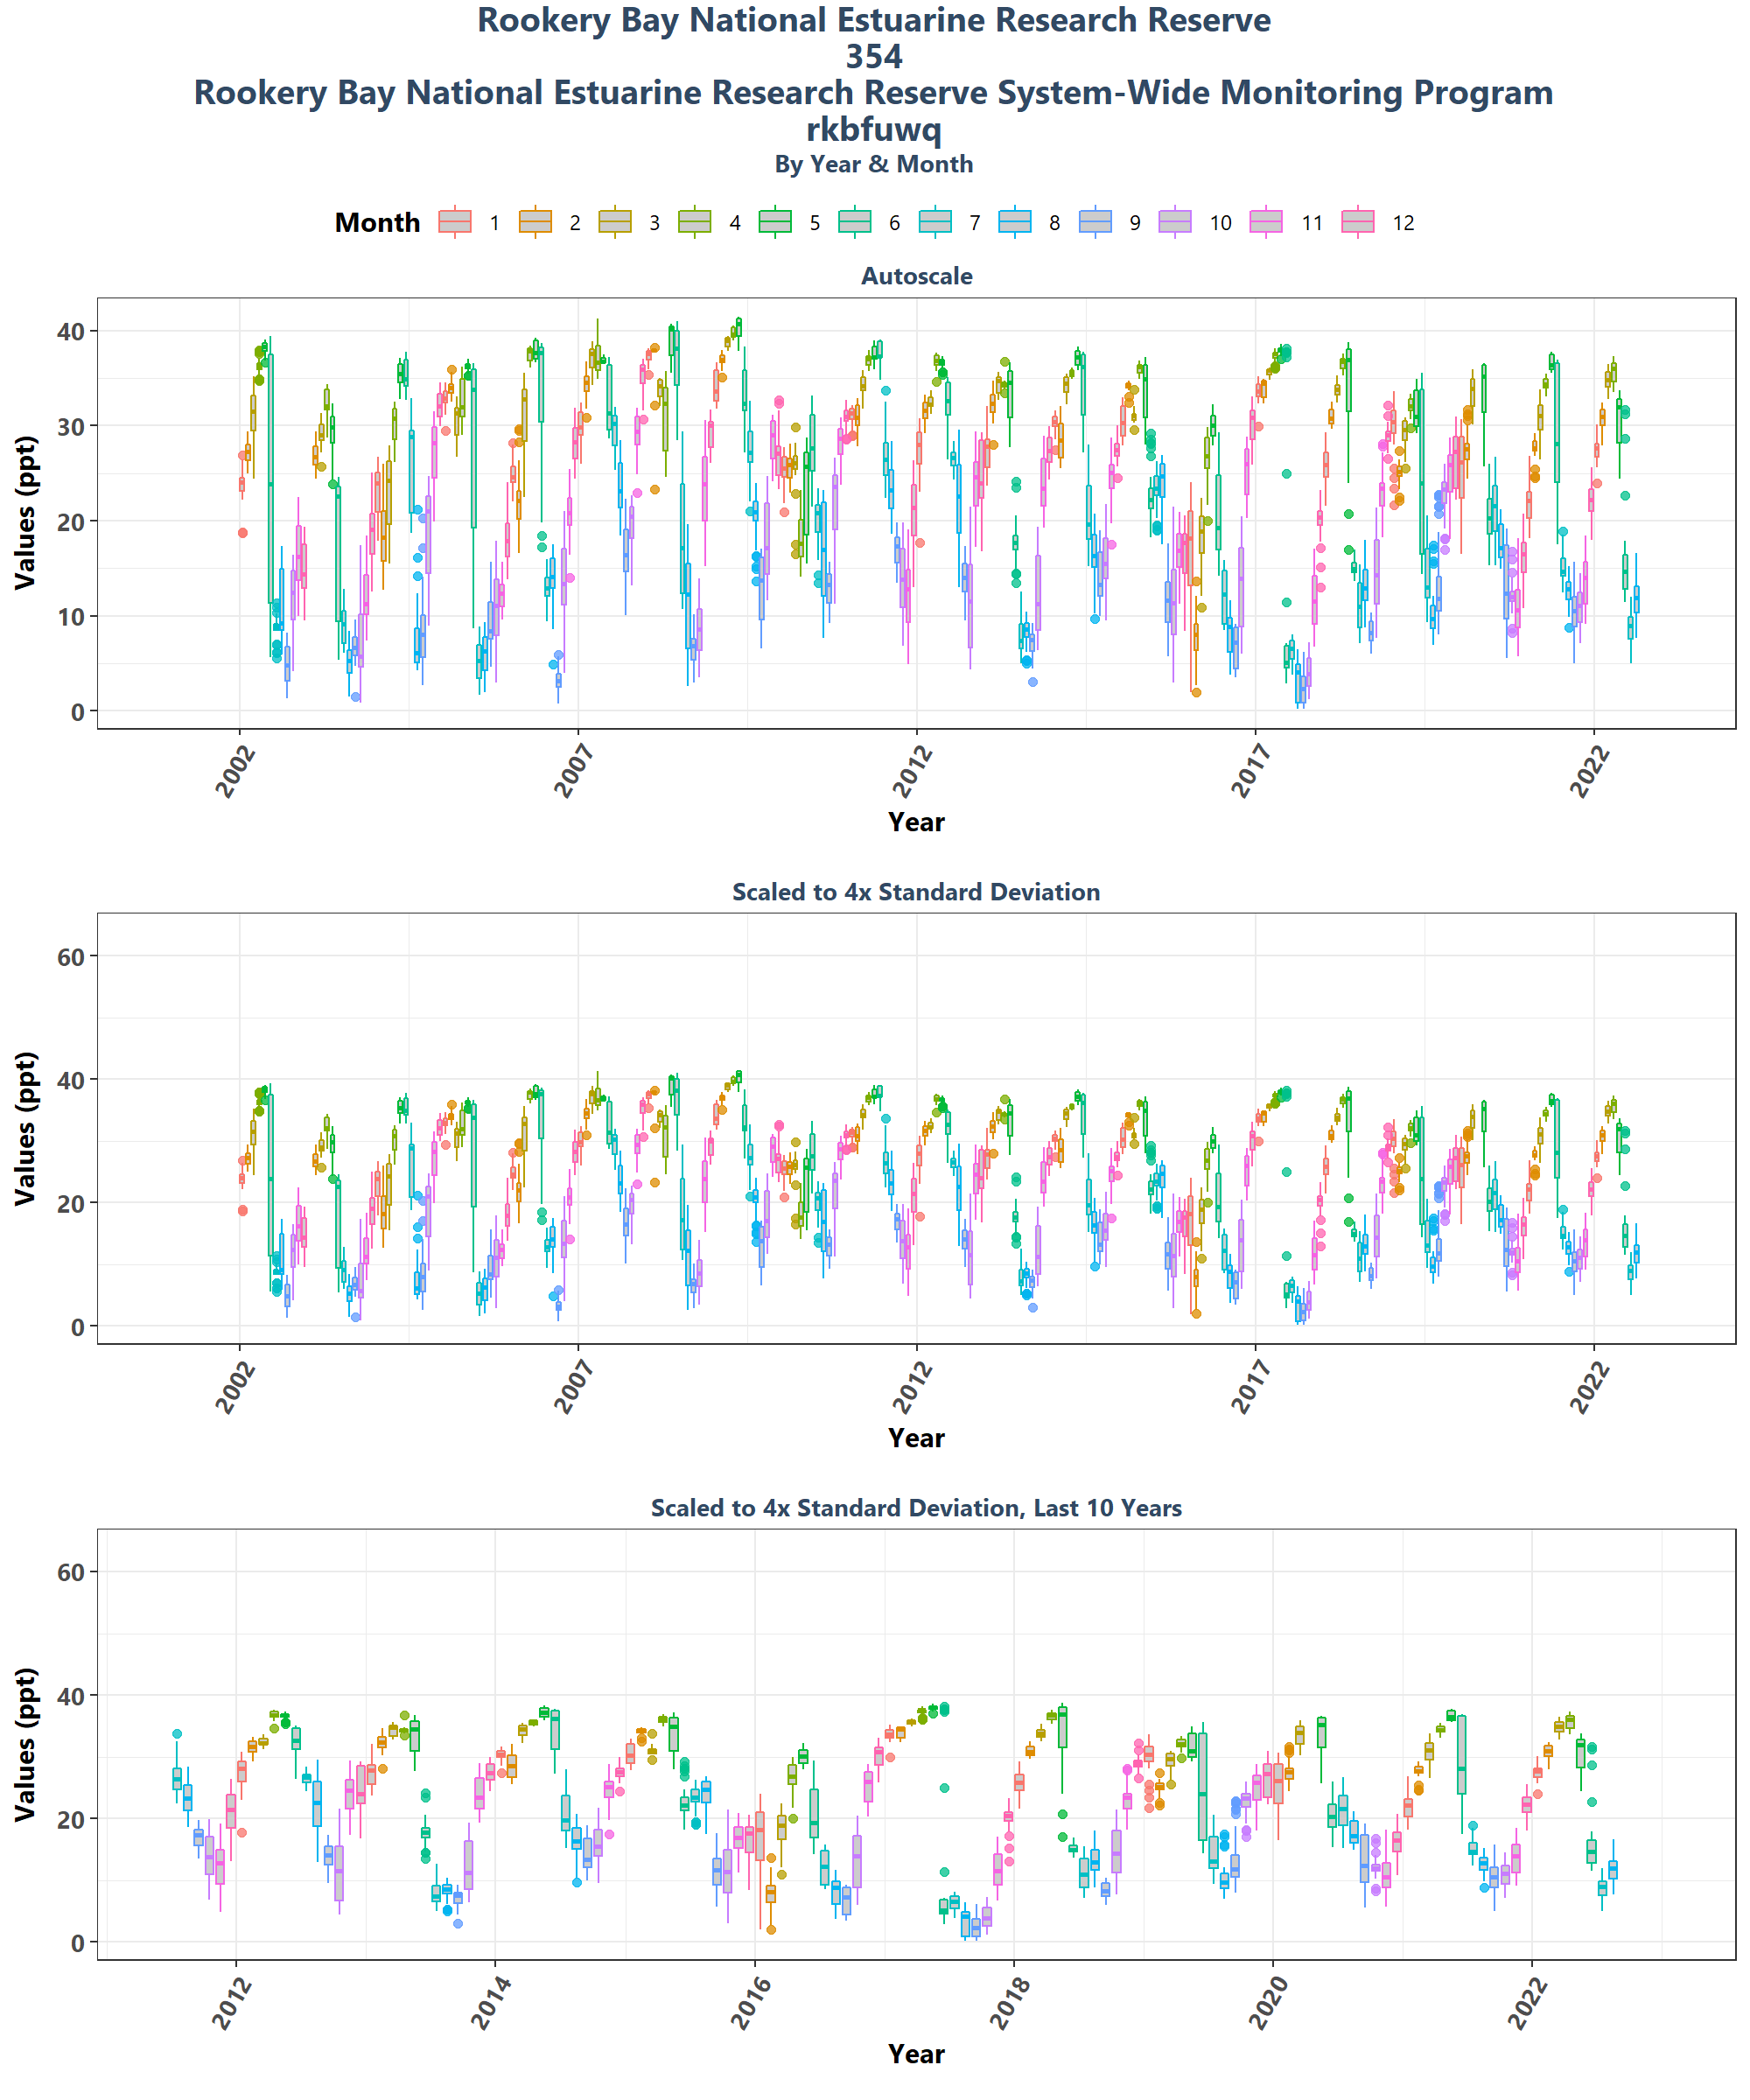 Rookery Bay National Estuarine Research Reserve
354
Rookery Bay National Estuarine Research Reserve System-Wide Monitoring Program
rkbfuwq
By Year & Month
Month 1 2 3 4 5 6 7 8 9 10 11 12
Autoscale
Values (ppt)
40
30
20
10
0
2002 2007 2012 2017 2022
Year
Scaled to 4x Standard Deviation
Values (ppt)
60
40
20
0
2002 2007 2012 2017 2022
Year
Scaled to 4x Standard Deviation, Last 10 Years
Values (ppt)
60
40
20
0
2012 2014 2016 2018 2020 2022
Year